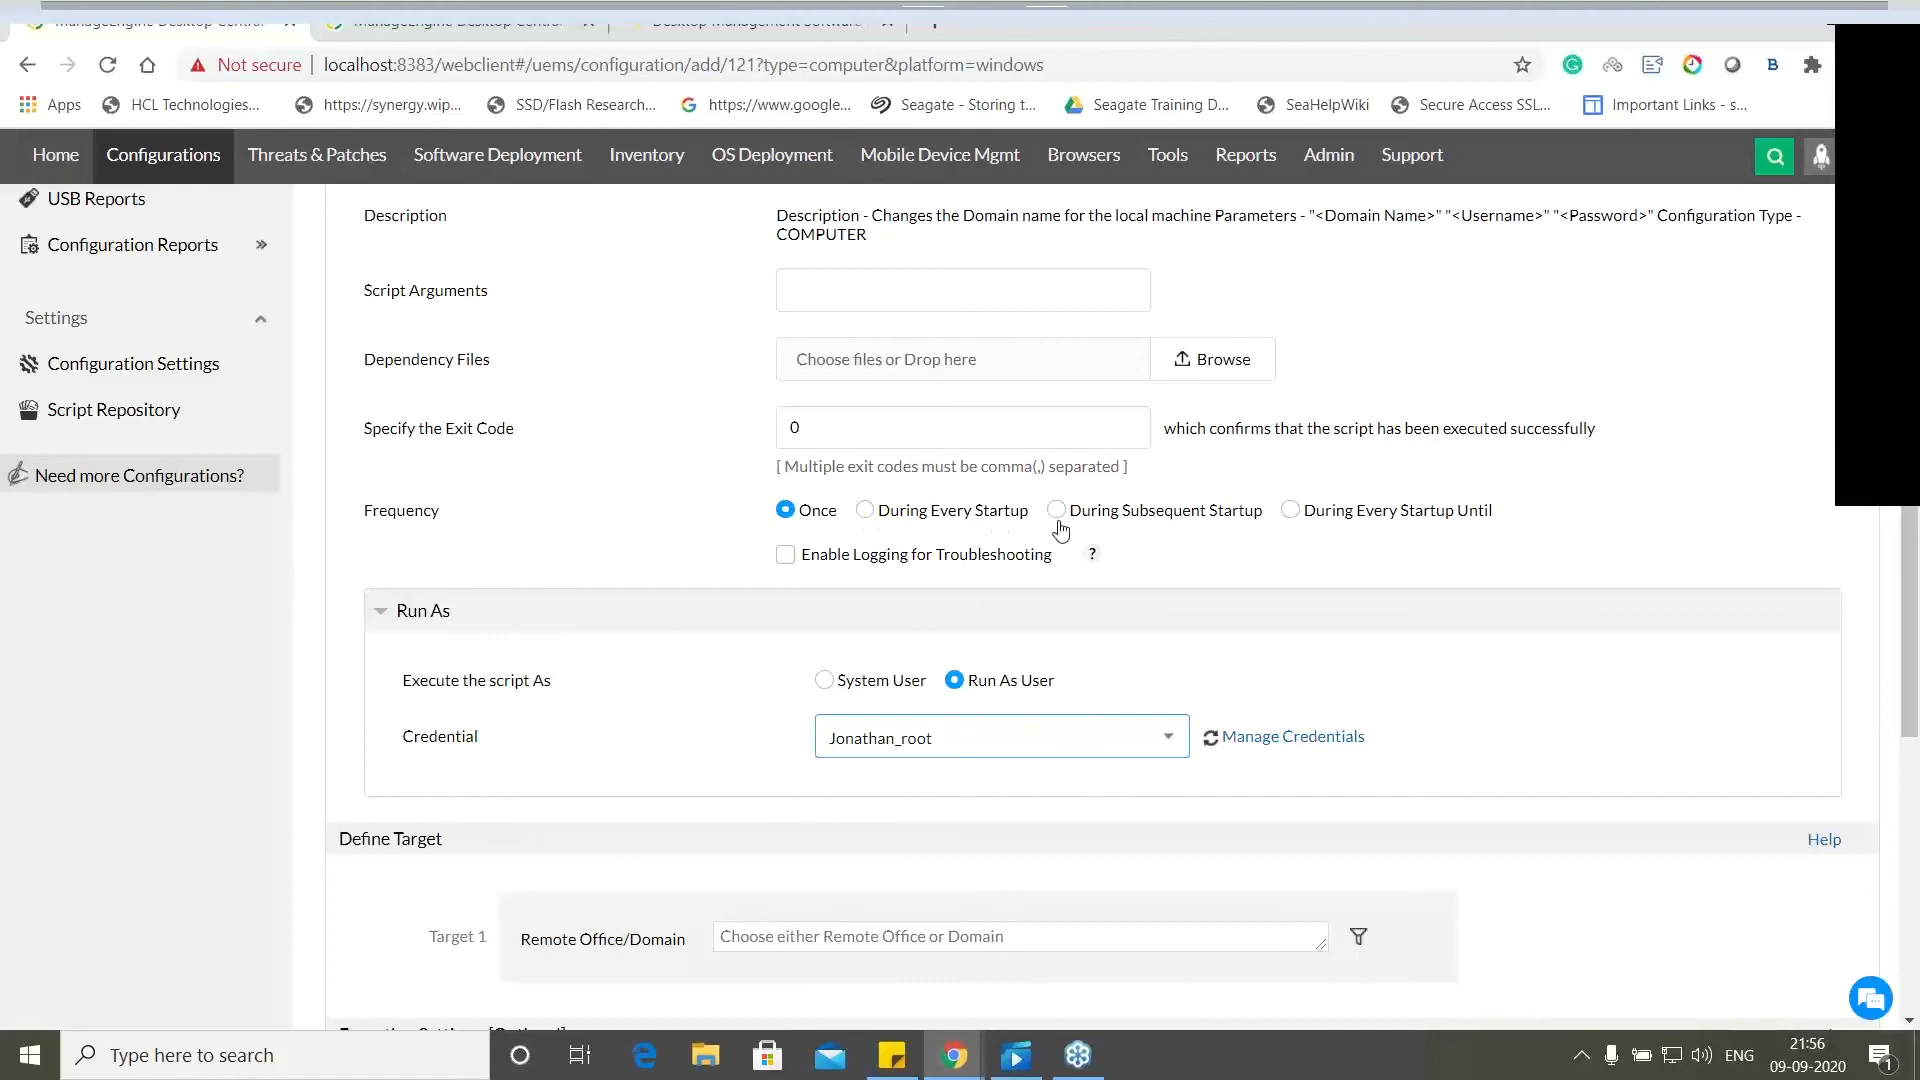 Not secure | localhost:8383/webclient#/uems/configuration/add/121?type=computer&platform=windows
Apps HCL Technologies... https://synergy.wip... SSD/Flash Research... https://www.google... Seagate - Storing t... Seagate Training D... SeaHelpWiki Secure Access SSL... Important Links - s...
Home Configurations Threats & Patches Software Deployment Inventory OS Deployment Mobile Device Mgmt Browsers Tools Reports Admin Support
USB Reports
Configuration Reports »
Settings
Configuration Settings
Script Repository
Need more Configurations?
Description
Description - Changes the Domain name for the local machine Parameters - "<Domain Name>" "<Username>" "<Password>" Configuration Type -
COMPUTER
Script Arguments
Dependency Files Choose files or Drop here Browse
Specify the Exit Code 0 which confirms that the script has been executed successfully
[ Multiple exit codes must be comma(,) separated ]
Frequency Once During Every Startup During Subsequent Startup During Every Startup Until
Enable Logging for Troubleshooting ?
Run As
Execute the script As System User Run As User
Credential Jonathan_root Manage Credentials
Define Target Help
Target 1 Remote Office/Domain Choose either Remote Office or Domain
Type here to search
ENG
21:56
09-09-2020
1